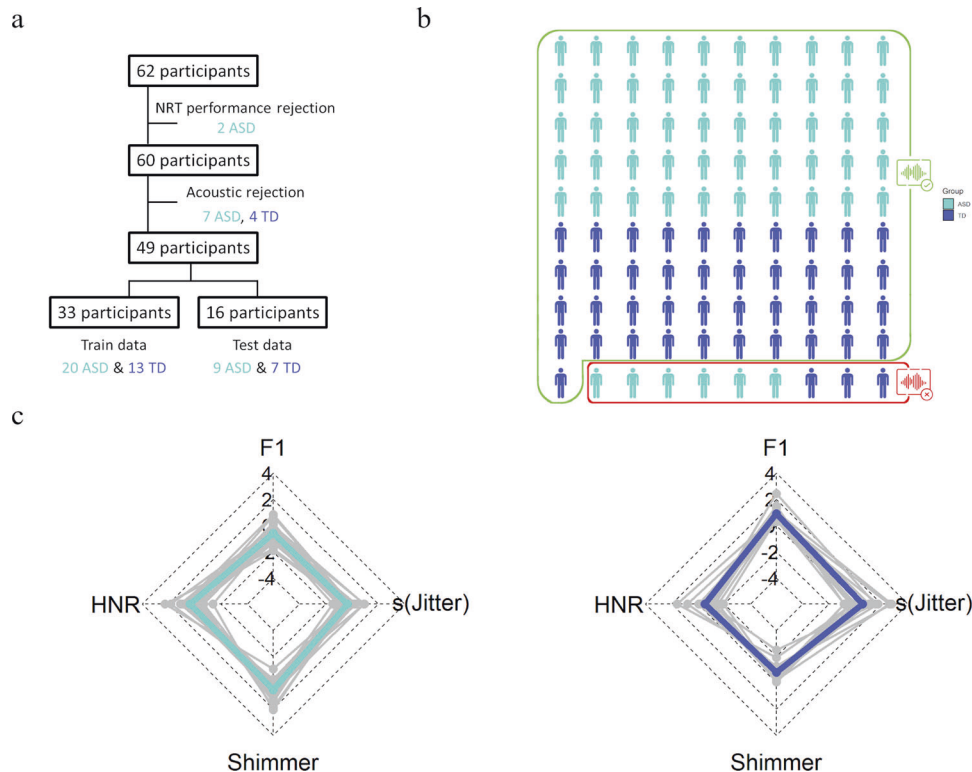 a
62 participants
NRT performance rejection
2 ASD
60 participants
Acoustic rejection
7 ASD, 4 TD
49 participants
33 participants
16 participants
Train data
20 ASD & 13 TD
Test data
9 ASD & 7 TD
b
Group
ASD
TD
c
F1
4
2
2
-4
HNR
s(Jitter)
Shimmer
F1
4
2
-2
-4
HNR
s(Jitter)
Shimmer